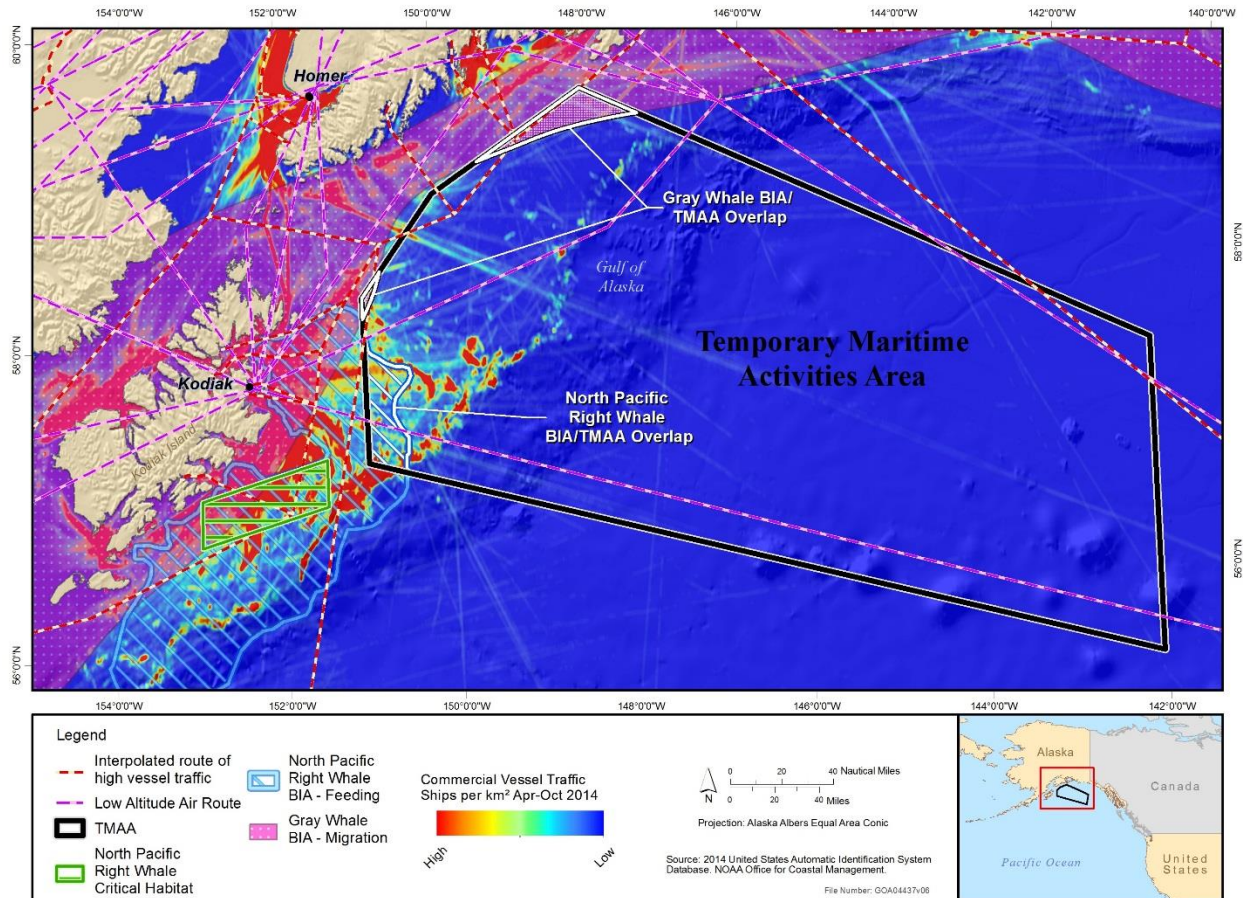 154°0'0"W
152°0'0"W
150°0'0"W
148°0'0"W
146°0'0"W
144°0'0"W
142°0'0"W
140°0'0"W
60°0'0"N
58°0'0"N
56°0'0"N
58°0'0"N
56°0'0"N
Homer
Gray Whale BIA/
TMAA Overlap
Gulf of
Alaska
Temporary Maritime
Activities Area
Kodiak
Kodiak Island
North Pacific
Right Whale
BIA/TMAA Overlap
154°0'0"W
152°0'0"W
150°0'0"W
148°0'0"W
146°0'0"W
144°0'0"W
142°0'0"W
Legend
Interpolated route of
high vessel traffic
Low Altitude Air Route
TMAA
North Pacific
Right Whale
Critical Habitat
North Pacific
Right Whale
BIA - Feeding
Gray Whale
BIA - Migration
Commercial Vessel Traffic
Ships per km² Apr-Oct 2014
High
Low
N
0 20 40 Nautical Miles
0 20 40 Miles
Projection: Alaska Albers Equal Area Conic
Source: 2014 United States Automatic Identification System
Database. NOAA Office for Coastal Management.
File Number: GOA04437v06
Alaska
Canada
Pacific Ocean
United
States